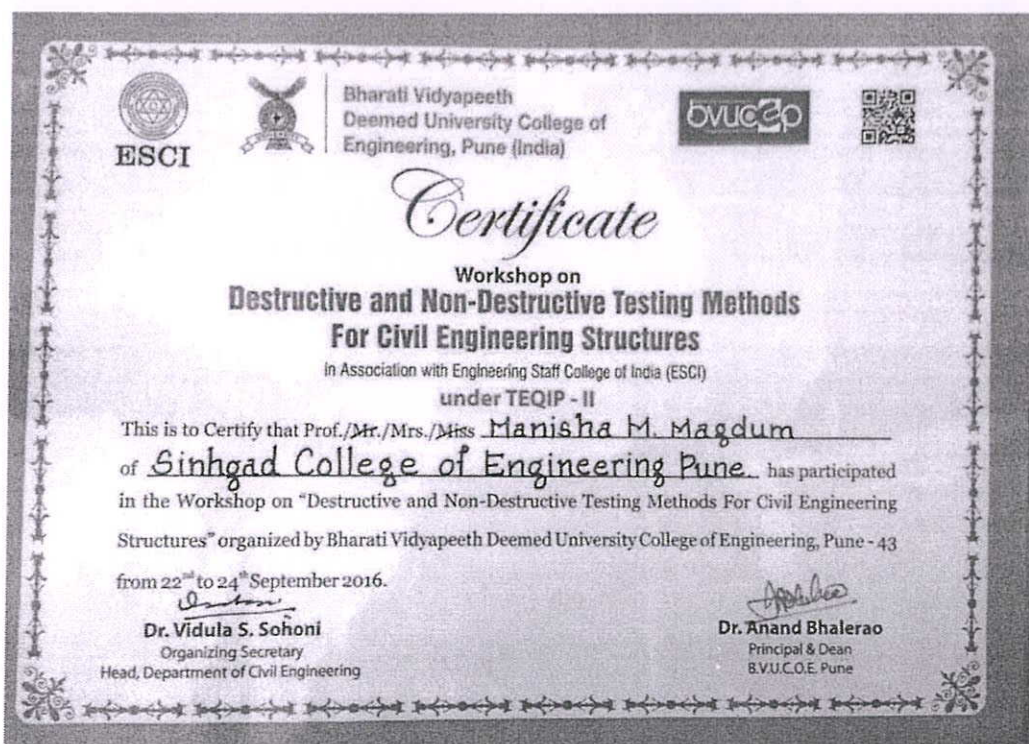 ESCI
Bharati Vidyapeeth
Deemed University College of
Engineering, Pune (India)
bvucep
Certificate
Workshop on
Destructive and Non-Destructive Testing Methods
For Civil Engineering Structures
in Association with Engineering Staff College of India (ESCI)
under TEQIP - II
This is to Certify that Prof./Mr./Mrs./Miss Manisha M. Magdum
of Sinhgad College of Engineering Pune has participated
in the Workshop on "Destructive and Non-Destructive Testing Methods For Civil Engineering
Structures" organized by Bharati Vidyapeeth Deemed University College of Engineering, Pune - 43
from 22nd to 24th September 2016.
Dr. Vidula S. Sohoni
Organizing Secretary
Head, Department of Civil Engineering
Dr. Anand Bhalerao
Principal & Dean
B.V.U.C.O.E. Pune